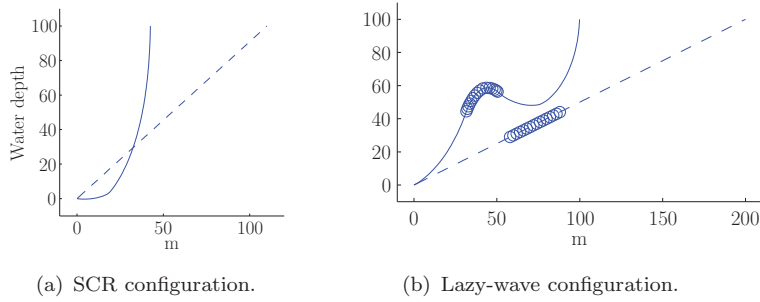 100
80
60
40
20
0
Water depth
0 50 100
m
(a) SCR configuration.
100
80
60
40
20
0
0 50 100 150 200
m
(b) Lazy-wave configuration.